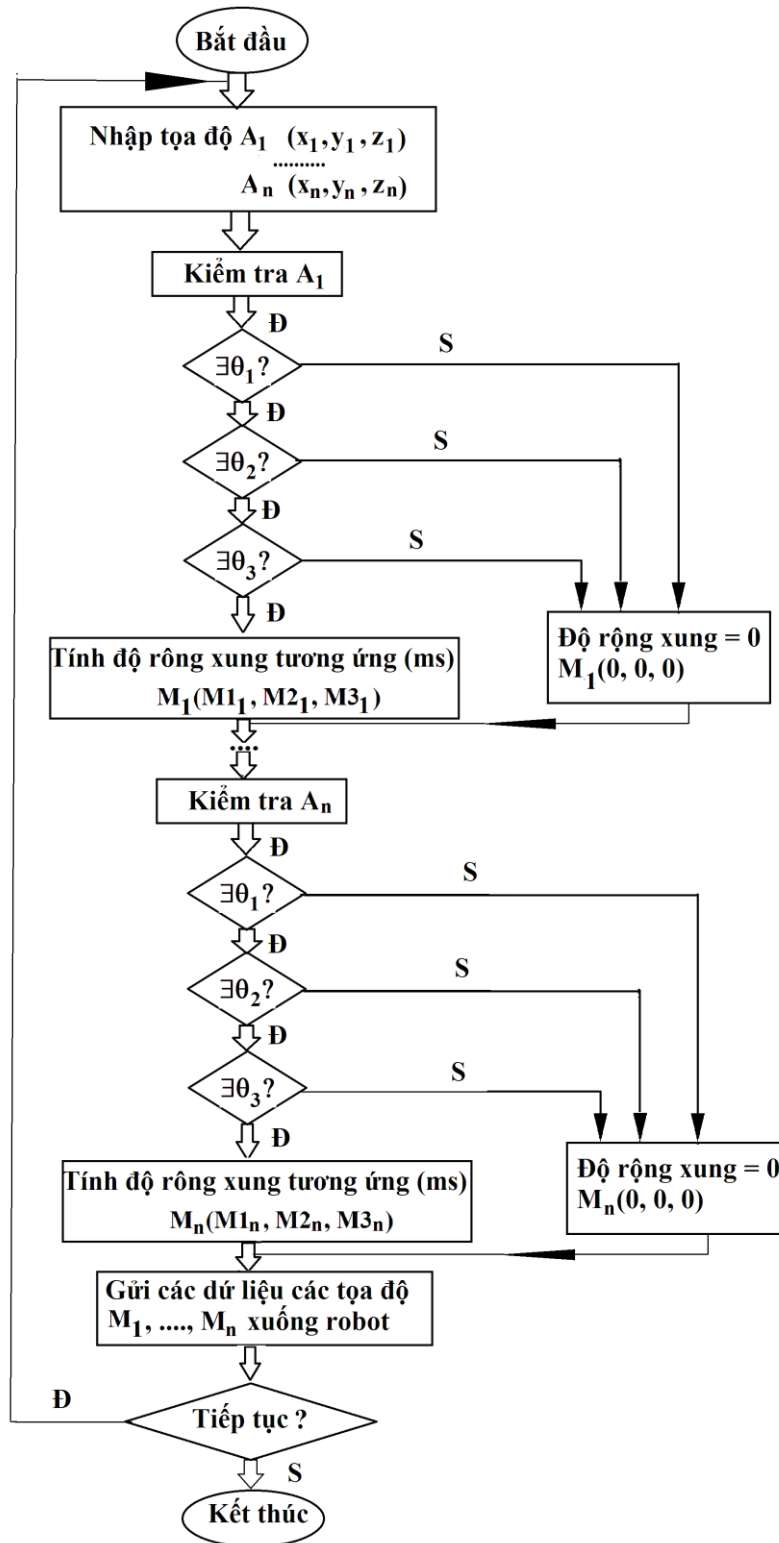 Bắt đầu
Nhập tọa độ A₁ (x₁,y₁, z₁)
..........
Aₙ (xₙ,yₙ, zₙ)
Kiểm tra A₁
Đ
∃θ₁?
S
Đ
∃θ₂?
S
Đ
∃θ₃?
S
Đ
Độ rộng xung = 0
M₁(0, 0, 0)
Tính độ rông xung tương ứng (ms)
M₁(M1₁, M2₁, M3₁)
....
Kiểm tra Aₙ
Đ
∃θ₁?
S
Đ
∃θ₂?
S
Đ
∃θ₃?
S
Đ
Độ rộng xung = 0
Mₙ(0, 0, 0)
Tính độ rông xung tương ứng (ms)
Mₙ(M1ₙ, M2ₙ, M3ₙ)
Gửi các dứ liệu các tọa độ
M₁, ...., Mₙ xuống robot
Đ
Tiếp tục ?
S
Kết thúc